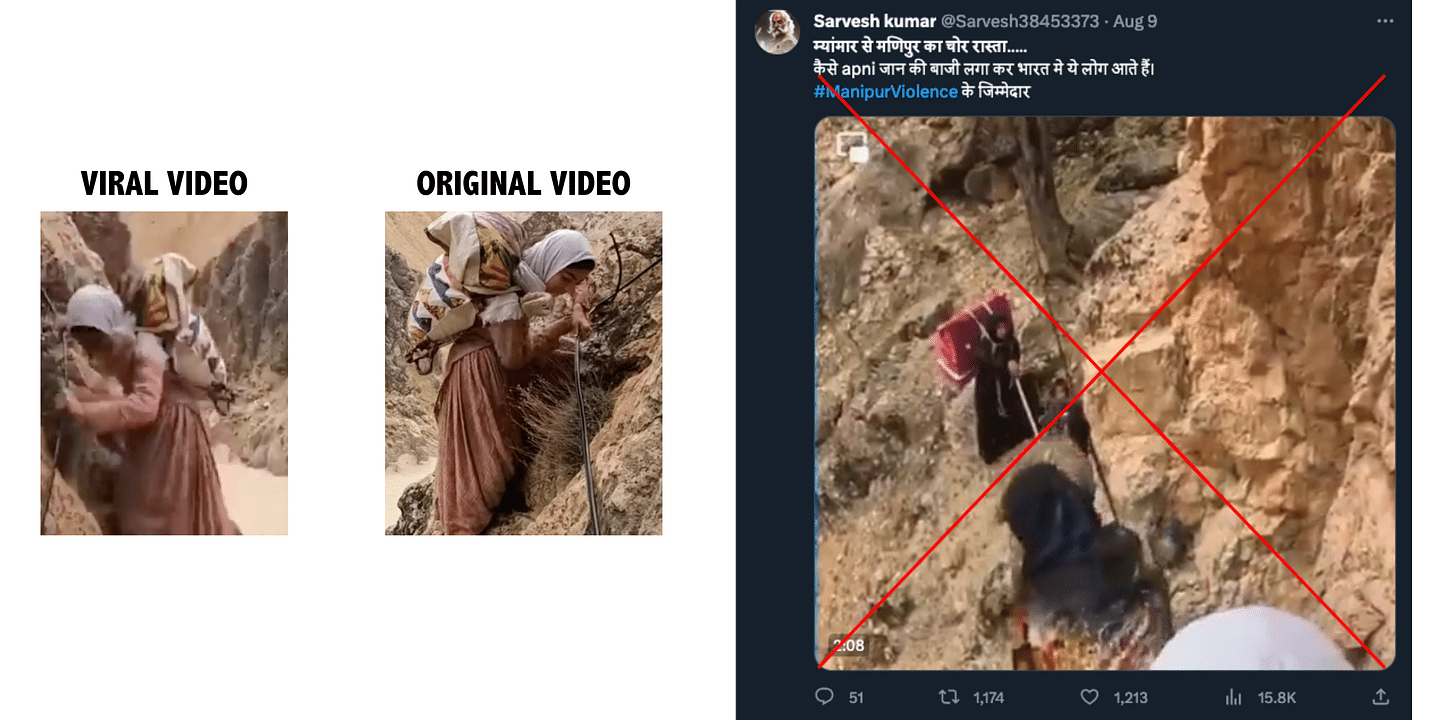 VIRAL VIDEO
ORIGINAL VIDEO
Sarvesh kumar @Sarvesh38453373 · Aug 9
म्यांमार से मणिपुर का चोर रास्ता.....
कैसे apni जान की बाजी लगा कर भारत मे ये लोग आते हैं।
#ManipurViolence के जिम्मेदार
2:08
51
1,174
1,213
15.8K